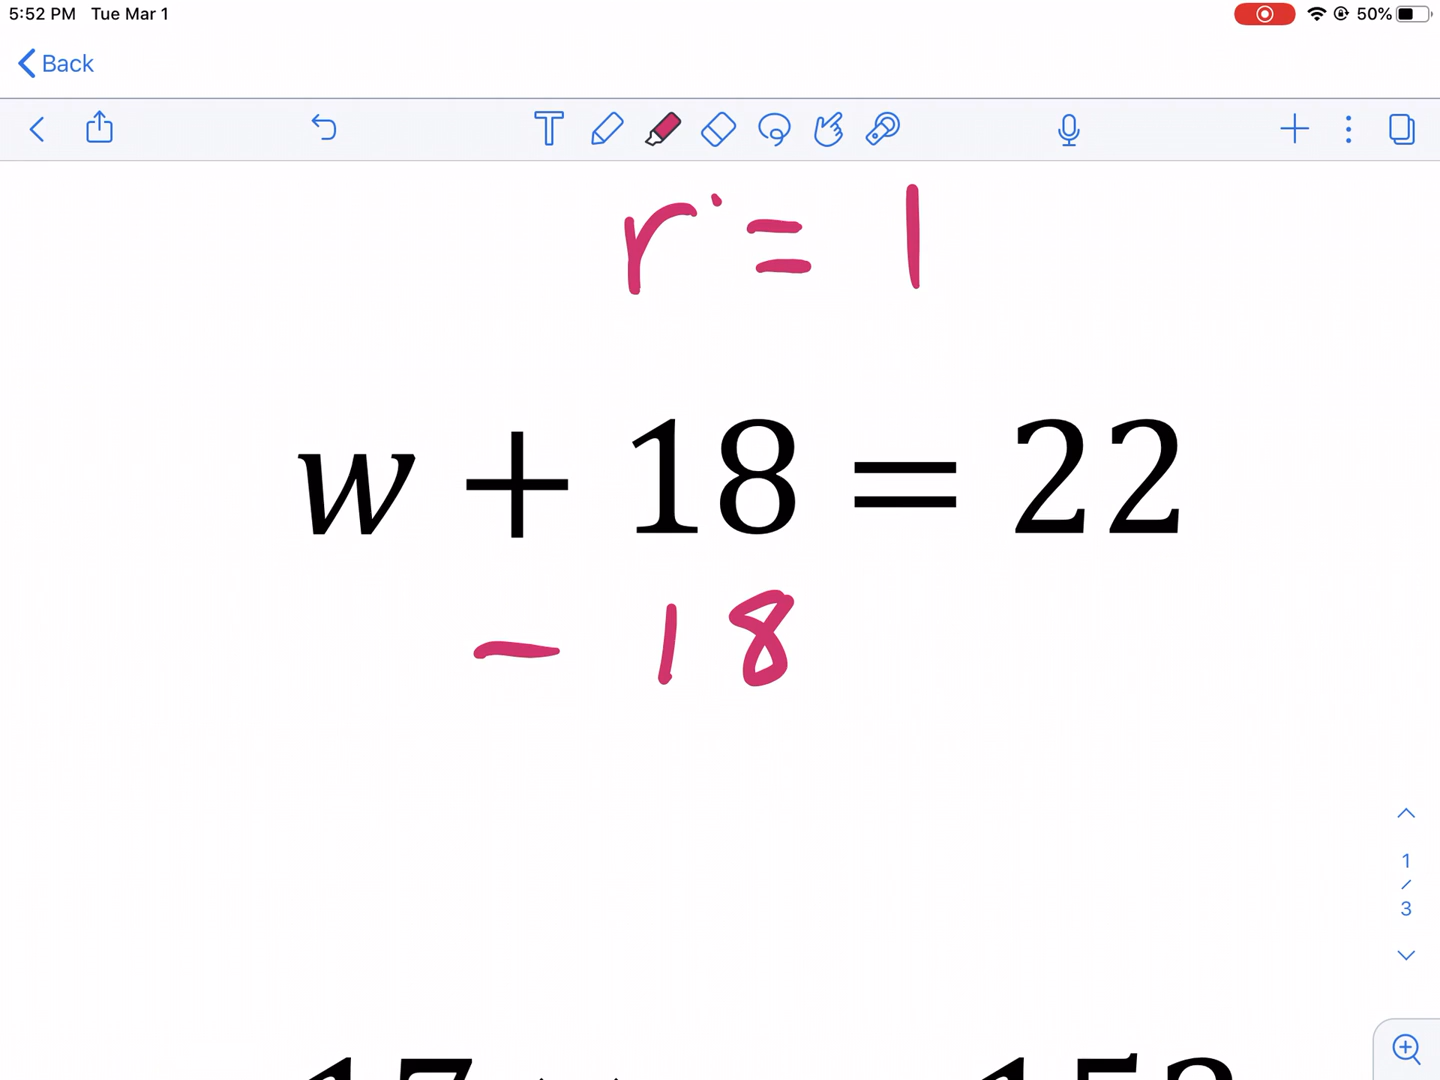 5:52 PM Tue Mar 1 50%
Back
T
r = 1
w + 18 = 22
- 18
1
/
3